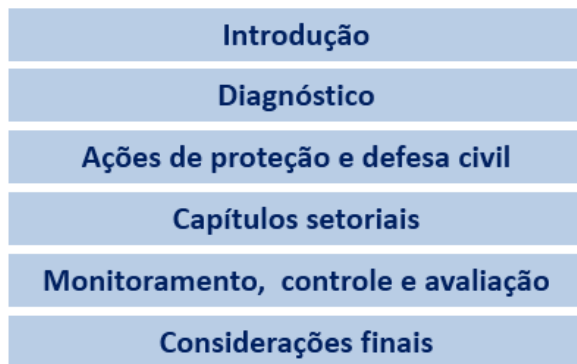 Introdução
Diagnóstico
Ações de proteção e defesa civil
Capítulos setoriais
Monitoramento, controle e avaliação
Considerações finais